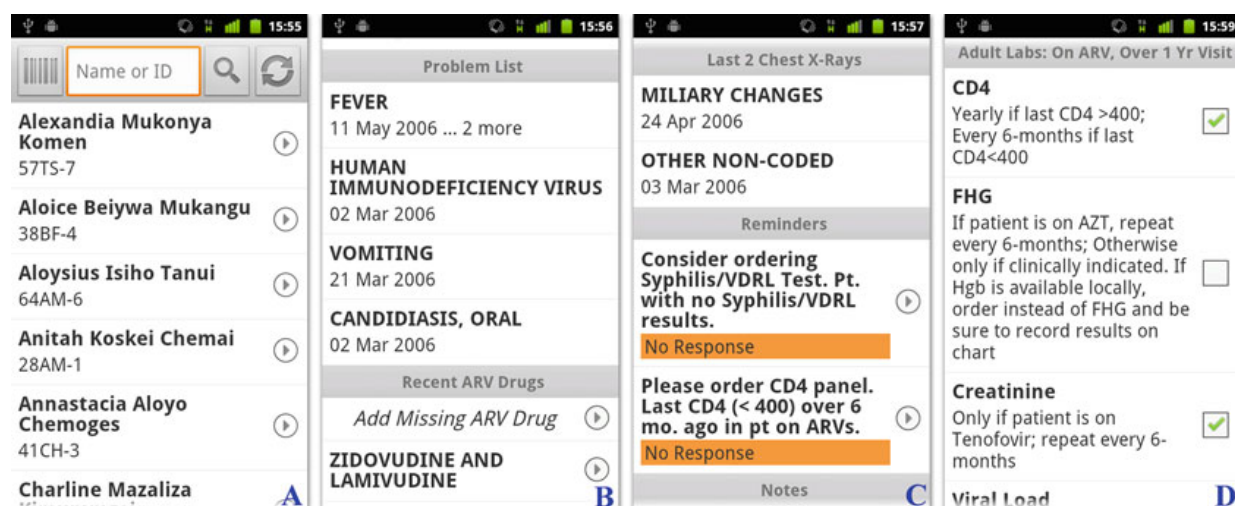 15:55
Name or ID
Alexandia Mukonya
Komen
57TS-7
Aloice Beiywa Mukangu
38BF-4
Aloysius Isiho Tanui
64AM-6
Anitah Koskei Chemai
28AM-1
Annastacia Aloyo
Chemoges
41CH-3
Charline Mazaliza
A
15:56
Problem List
FEVER
11 May 2006 ... 2 more
HUMAN
IMMUNODEFICIENCY VIRUS
02 Mar 2006
VOMITING
21 Mar 2006
CANDIDIASIS, ORAL
02 Mar 2006
Recent ARV Drugs
Add Missing ARV Drug
ZIDOVUDINE AND
LAMIVUDINE
B
15:57
Last 2 Chest X-Rays
MILIARY CHANGES
24 Apr 2006
OTHER NON-CODED
03 Mar 2006
Reminders
Consider ordering
Syphilis/VDRL Test. Pt.
with no Syphilis/VDRL
results.
No Response
Please order CD4 panel.
Last CD4 (< 400) over 6
mo. ago in pt on ARVs.
No Response
Notes
C
15:59
Adult Labs: On ARV, Over 1 Yr Visit
CD4
Yearly if last CD4 >400;
Every 6-months if last
CD4<400
FHG
If patient is on AZT, repeat
every 6-months; Otherwise
only if clinically indicated. If
Hgb is available locally,
order instead of FHG and be
sure to record results on
chart
Creatinine
Only if patient is on
Tenofovir; repeat every 6-
months
Viral Load
D